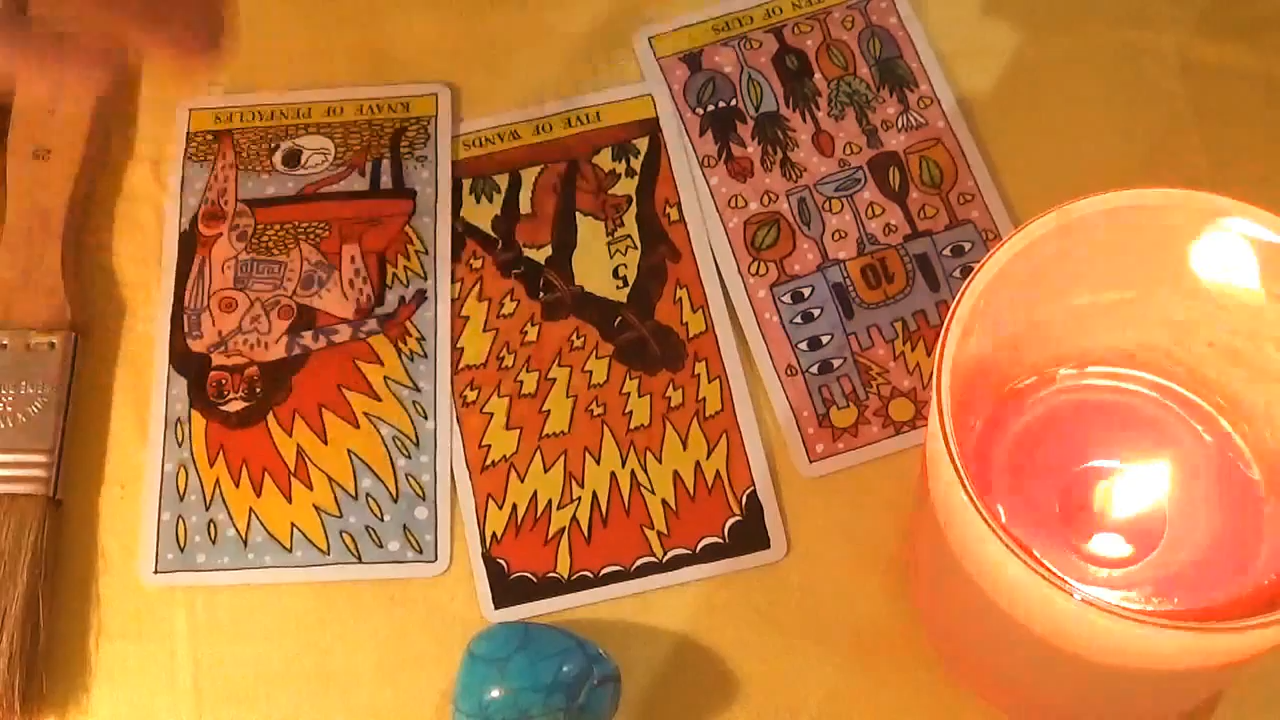 KNAVE OF PENTACLES
FIVE OF WANDS
5
TEN OF CUPS
10